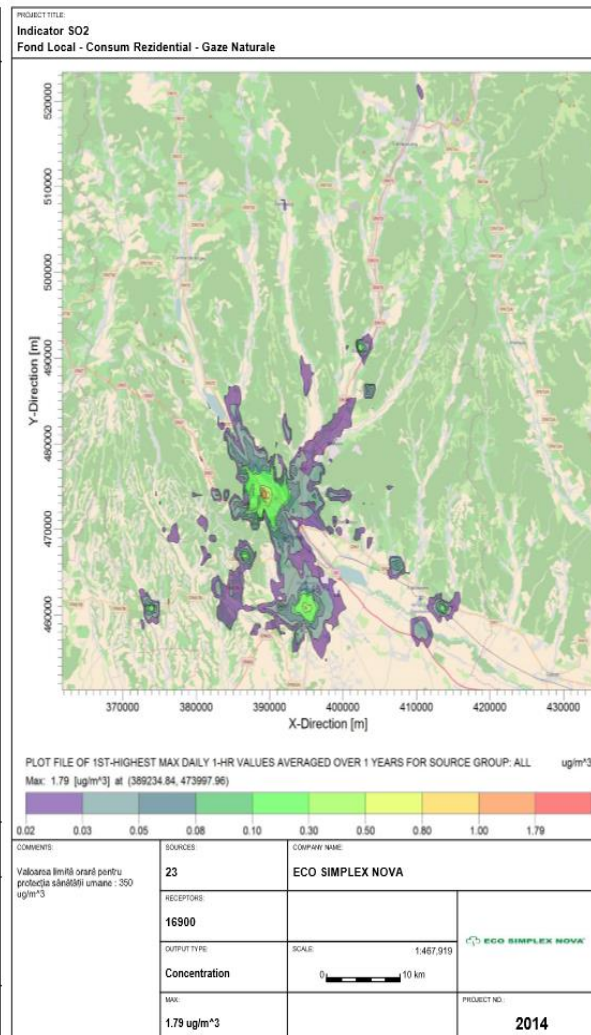 PROJECT TITLE:
Indicator SO2
Fond Local - Consum Rezidential - Gaze Naturale
Y-Direction [m]
520000
510000
500000
490000
480000
470000
460000
370000 380000 390000 400000 410000 420000 430000
X-Direction [m]
PLOT FILE OF 1ST-HIGHEST MAX DAILY 1-HR VALUES AVERAGED OVER 1 YEARS FOR SOURCE GROUP: ALL ug/m^3
Max: 1.79 [ug/m^3] at (389234.84, 473997.96)
0.02 0.03 0.05 0.08 0.10 0.30 0.50 0.80 1.00 1.79
COMMENTS:
Valoarea limită orară pentru
protecția sănătății umane : 350
ug/m^3
SOURCES:
23
COMPANY NAME:
ECO SIMPLEX NOVA
RECEPTORS:
16900
OUTPUT TYPE:
Concentration
SCALE:
1:467,919
0 10 km
ECO SIMPLEX NOVA
MAX:
1.79 ug/m^3
PROJECT NO.:
2014